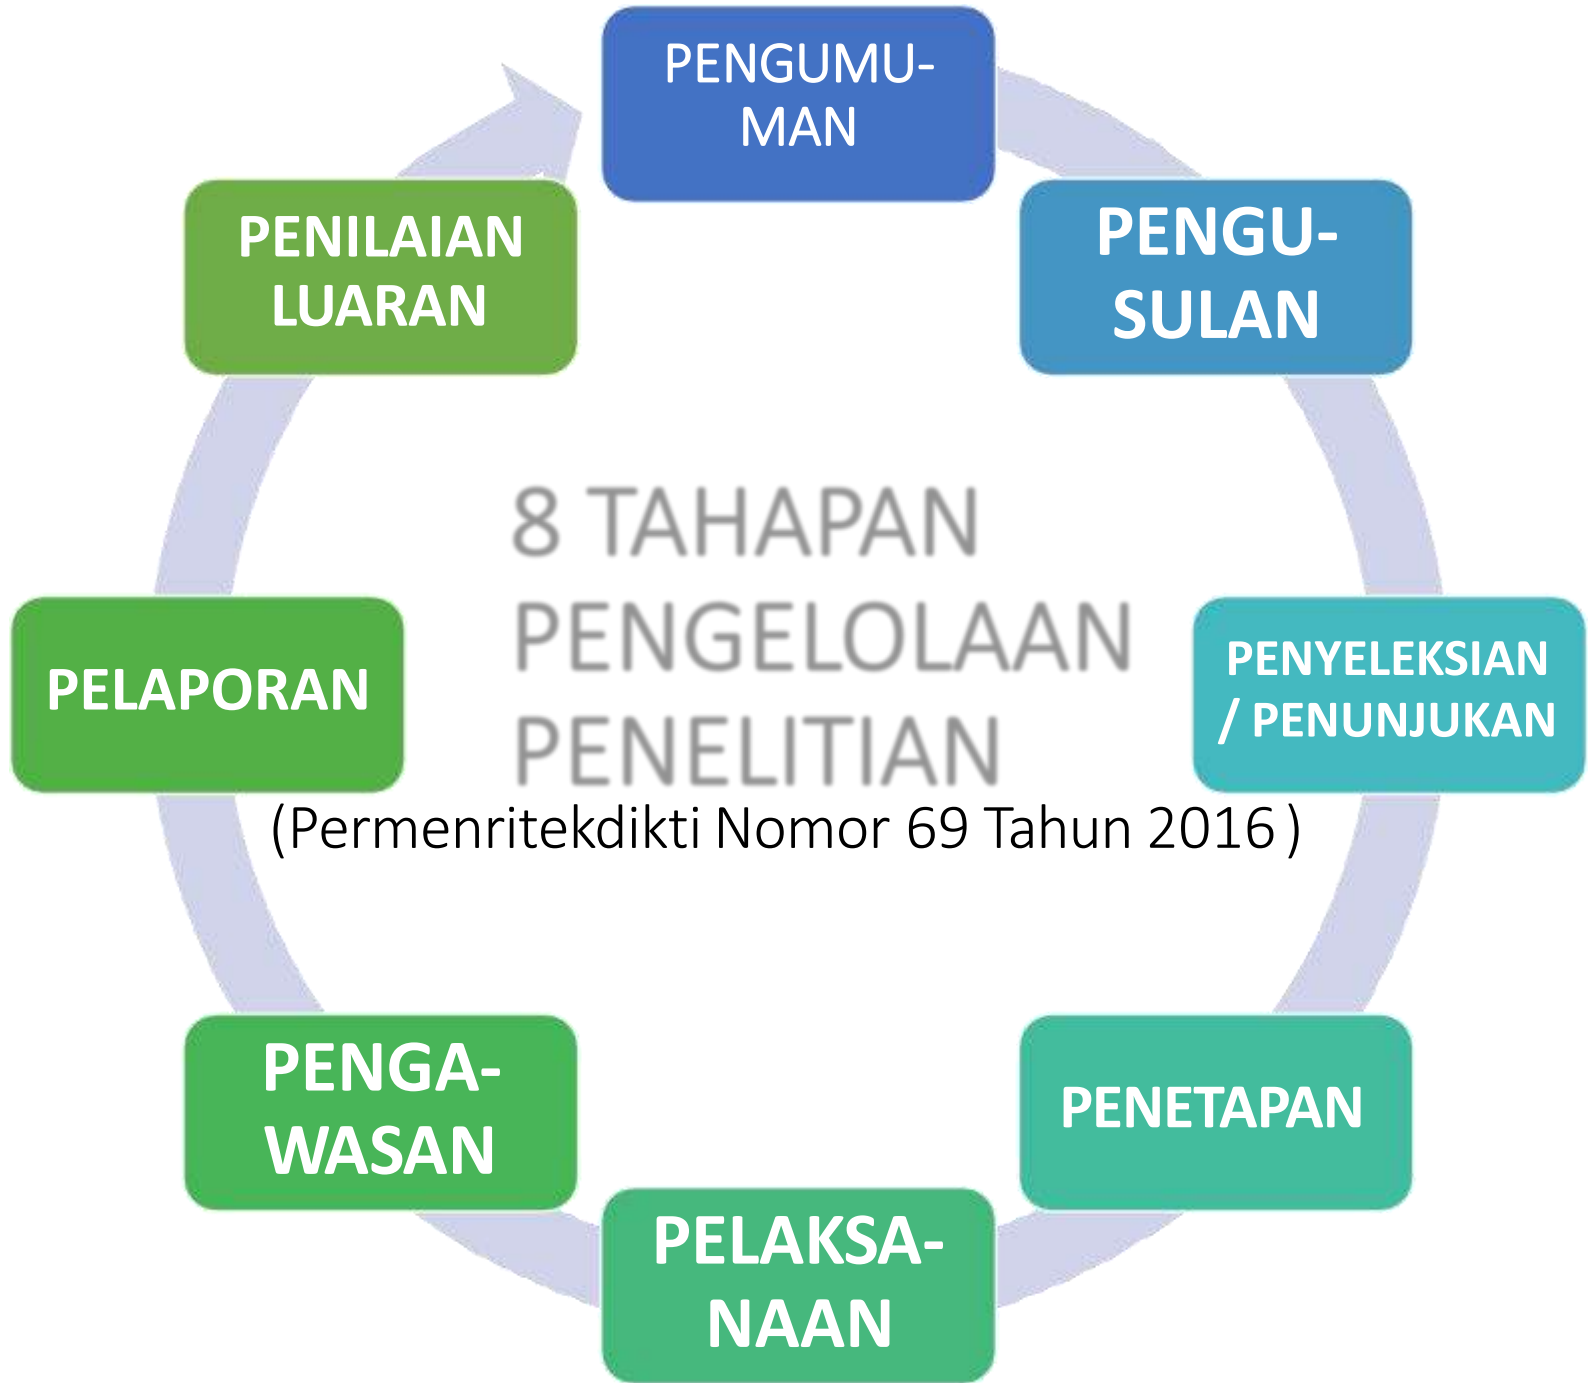 PENGUMU-
MAN
PENGU-
SULAN
PENYELEKSIAN
/ PENUNJUKAN
PENETAPAN
PELAKSA-
NAAN
PENGA-
WASAN
PELAPORAN
PENILAIAN
LUARAN
8 TAHAPAN
PENGELOLAAN
PENELITIAN
(Permenritekdikti Nomor 69 Tahun 2016 )